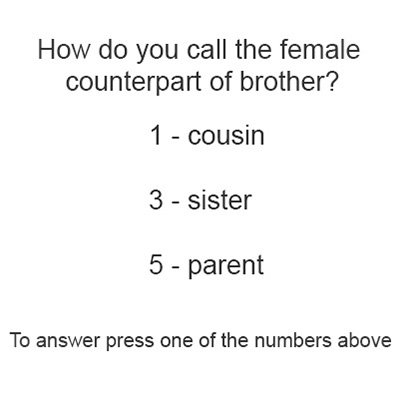 How do you call the female
counterpart of brother?
1 - cousin
3 - sister
5 - parent
To answer press one of the numbers above